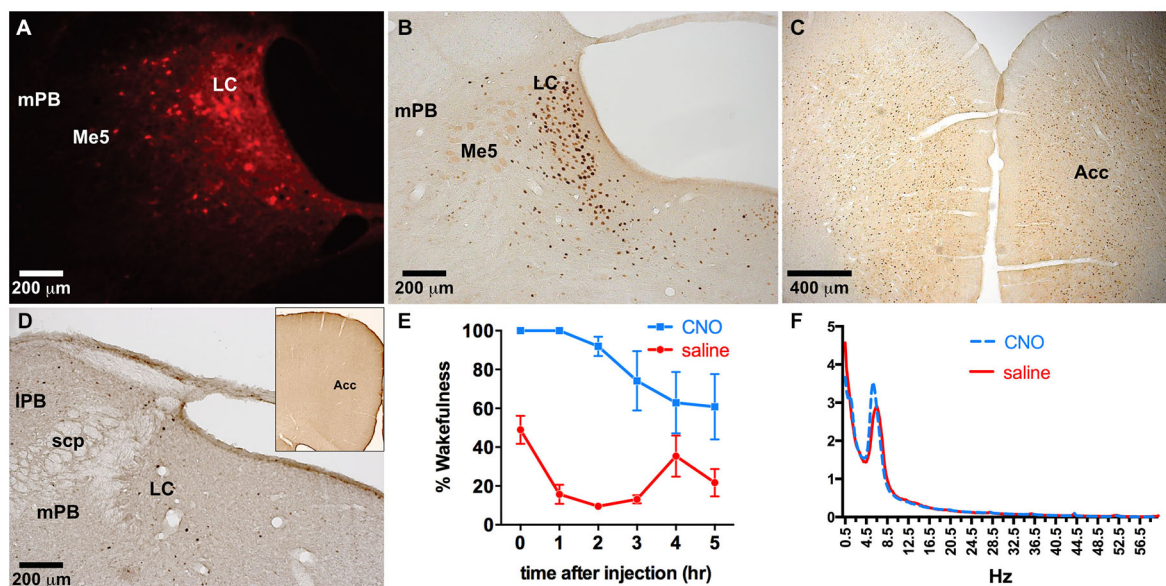 A
LC
mPB
Me5
200 μm
B
LC
mPB
Me5
200 μm
C
Acc
400 μm
D
Acc
lPB
scp
LC
mPB
200 μm
E
CNO
saline
% Wakefulness
100
80
60
40
20
0
0 1 2 3 4 5
time after injection (hr)
F
CNO
saline
5
4
3
2
1
0
0.5 4.5 8.5 12.5 16.5 20.5 24.5 28.5 32.5 36.5 40.5 44.5 48.5 52.5 56.5
Hz